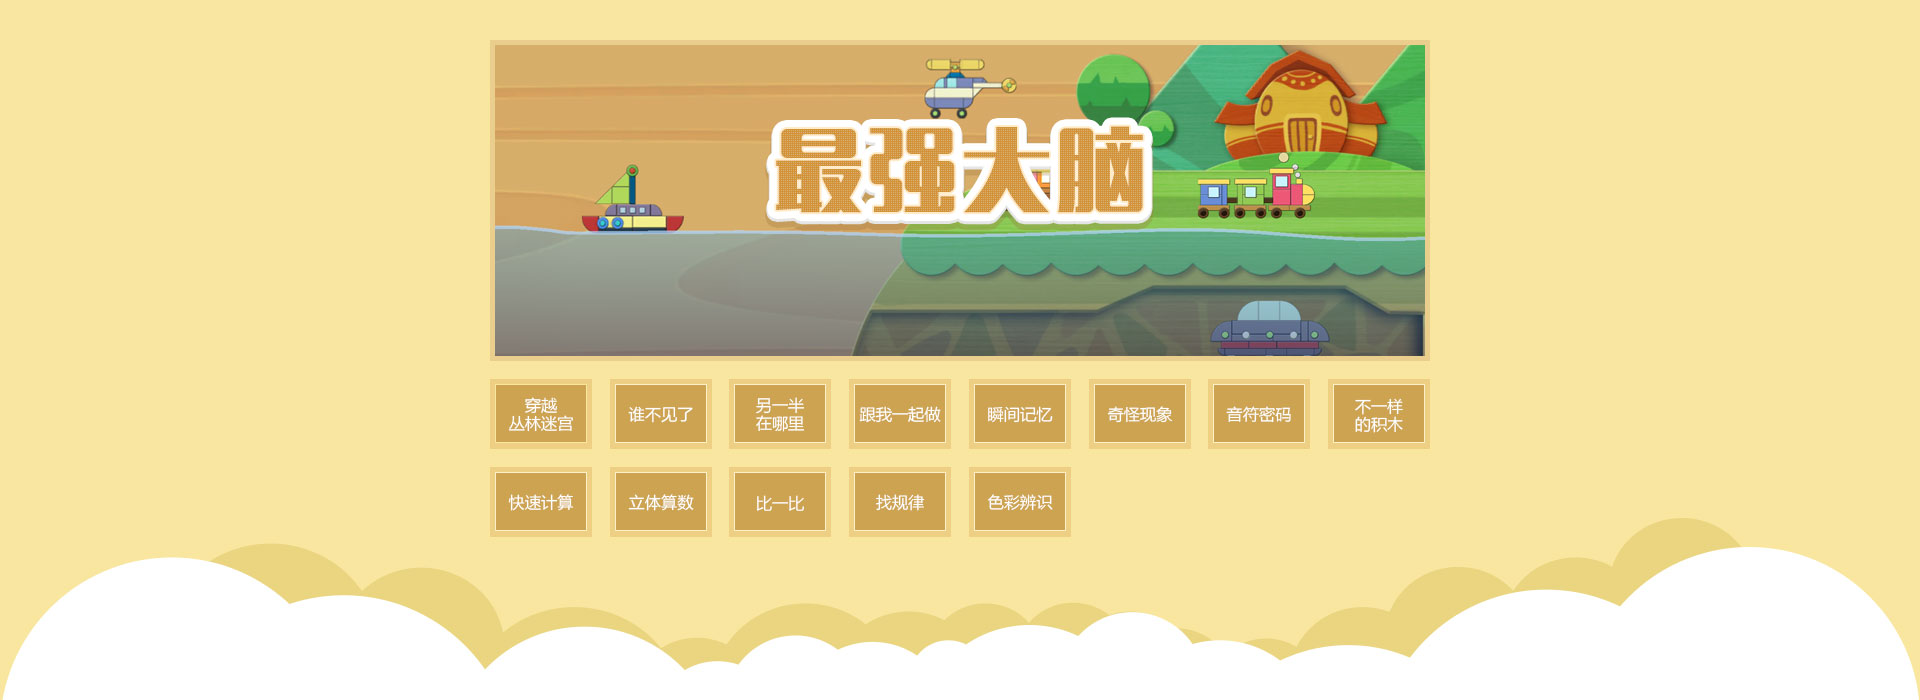 最强大脑
穿越
丛林迷宫
谁不见了
另一半
在哪里
跟我一起做
瞬间记忆
奇怪现象
音符密码
不一样
的积木
快速计算
立体算数
比一比
找规律
色彩辨识